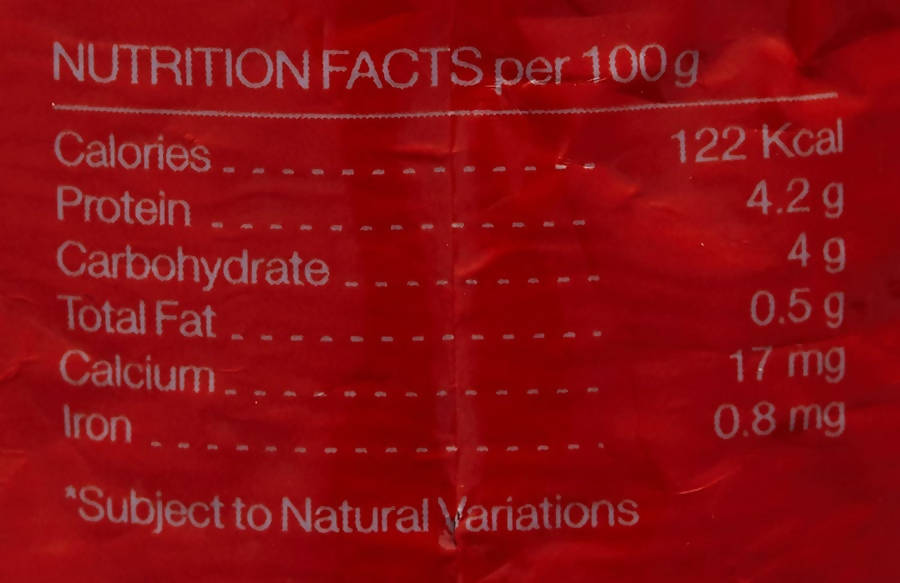 NUTRITION FACTS per 100g
Calories 122 Kcal
Protein 4.2 g
Carbohydrate 4 g
Total Fat 0.5 g
Calcium 17 mg
Iron 0.8 mg
*Subject to Natural Variations